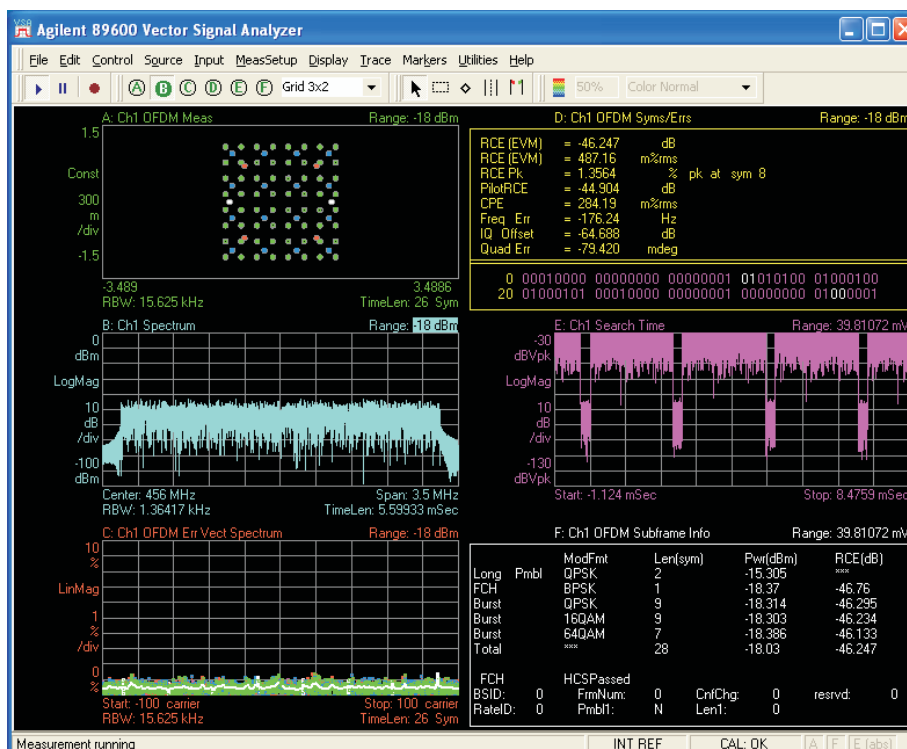 VSA
Agilent 89600 Vector Signal Analyzer
File Edit Control Source Input MeasSetup Display Trace Markers Utilities Help
A B C D E F Grid 3x2 50% Color Normal
A: Ch1 OFDM Meas Range: -18 dBm
1.5
Const
300
m
/div
-1.5
-3.489 3.4886
RBW: 15.625 kHz TimeLen: 26 Sym
D: Ch1 OFDM Syms/Errs Range: -18 dBm
RCE (EVM) = -46.247 dB
RCE (EVM) = 487.16 m%rms
RCE Pk = 1.3564 % pk at sym 8
PilotRCE = -44.904 dB
CPE = 284.19 m%rms
Freq Err = -176.24 Hz
IQ Offset = -64.688 dB
Quad Err = -79.420 mdeg
0 00010000 00000000 00000001 01010100 01000100
20 01000101 00010000 00000001 00000000 01000001
B: Ch1 Spectrum Range: -18 dBm
0
dBm
LogMag
10
dB
/div
-100
dBm
Center: 456 MHz Span: 3.5 MHz
RBW: 1.36417 kHz TimeLen: 5.59933 mSec
E: Ch1 Search Time Range: 39.81072 mV
-30
dBVpk
LogMag
10
dB
/div
-130
dBVpk
Start: -1.124 mSec Stop: 8.4759 mSec
C: Ch1 OFDM Err Vect Spectrum Range: -18 dBm
10
%
LinMag
1
%
/div
0
%
Start: -100 carrier Stop: 100 carrier
RBW: 15.625 kHz TimeLen: 26 Sym
F: Ch1 OFDM Subframe Info Range: 39.81072 mV
ModFmt Len(sym) Pwr(dBm) RCE(dB)
Long Pmbl QPSK 2 -15.305 ***
FCH BPSK 1 -18.37 -46.76
Burst QPSK 9 -18.314 -46.295
Burst 16QAM 9 -18.303 -46.234
Burst 64QAM 7 -18.386 -46.133
Total *** 28 -18.03 -46.247
FCH HCSPassed
BSID: 0 FrmNum: 0 CnfChg: 0 resrvd: 0
RateID: 0 Pmbl1: N Len1: 0
Measurement running INT REF CAL: OK A F E (abs)